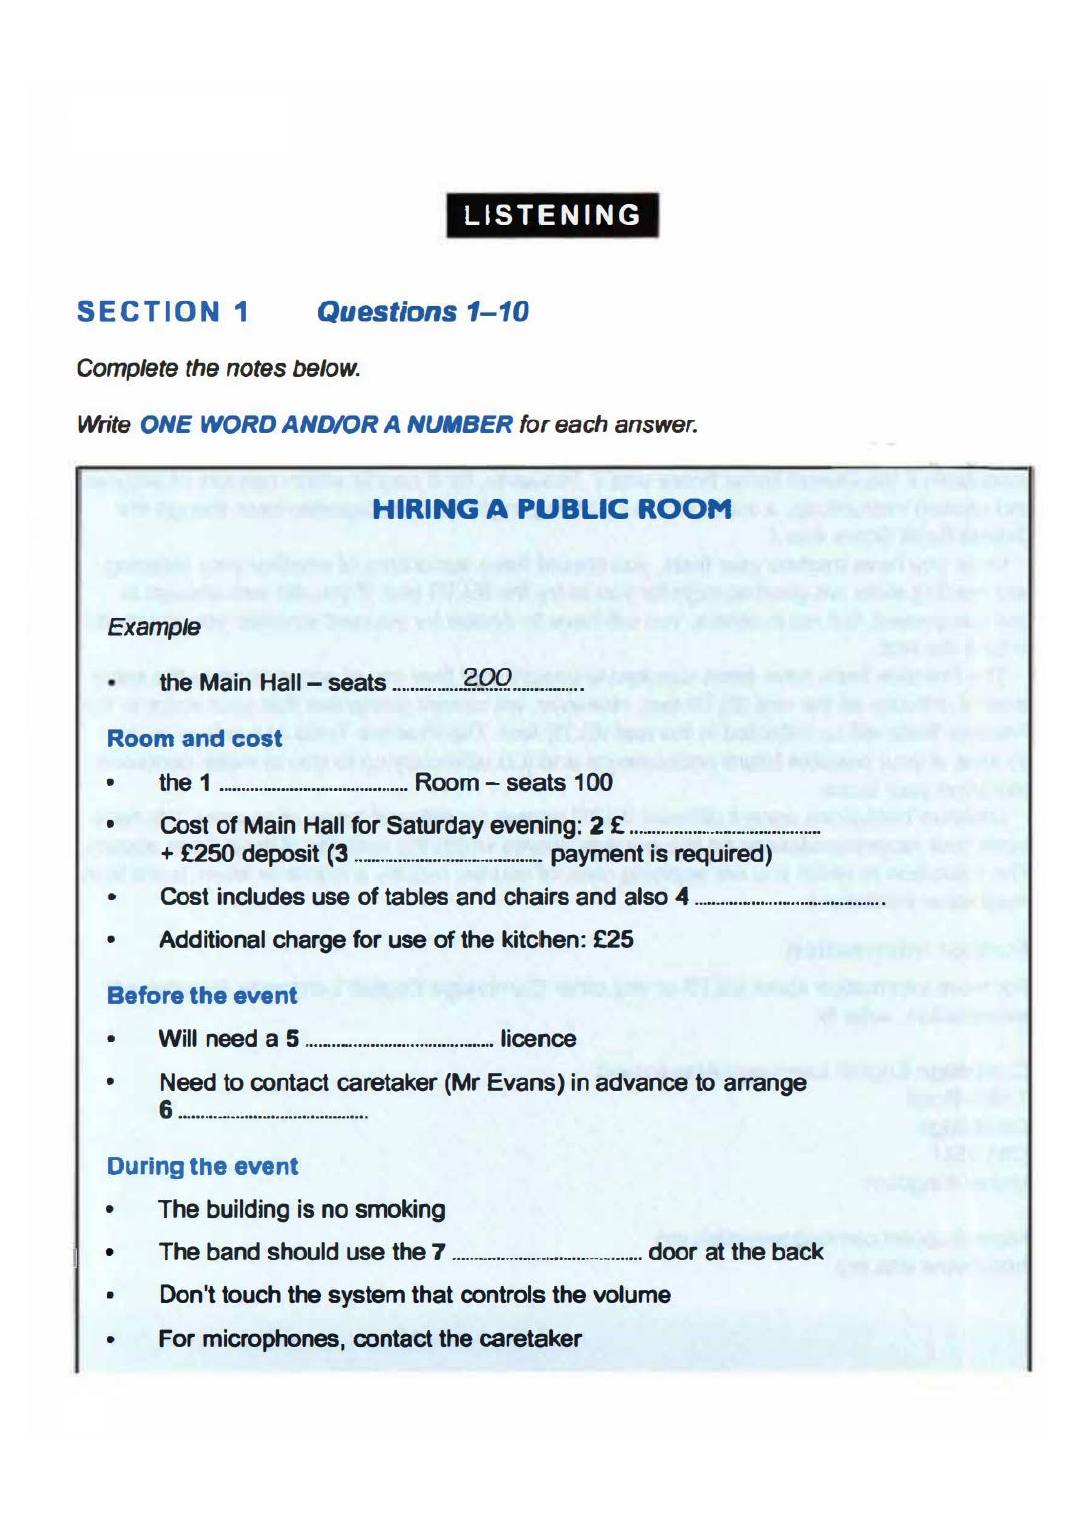 LISTENING
SECTION 1 Questions 1–10
Complete the notes below.
Write ONE WORD AND/OR A NUMBER for each answer.
HIRING A PUBLIC ROOM
Example
• the Main Hall – seats ..........200..........
Room and cost
• the 1 .................................... Room – seats 100
• Cost of Main Hall for Saturday evening: 2 £ ....................................
+ £250 deposit (3 .................................... payment is required)
• Cost includes use of tables and chairs and also 4 ....................................
• Additional charge for use of the kitchen: £25
Before the event
• Will need a 5 .................................... licence
• Need to contact caretaker (Mr Evans) in advance to arrange
6 ....................................
During the event
• The building is no smoking
• The band should use the 7 .................................... door at the back
• Don't touch the system that controls the volume
• For microphones, contact the caretaker